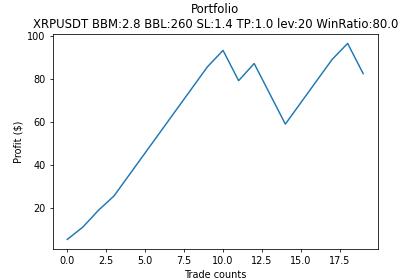 Portfolio
XRPUSDT BBM:2.8 BBL:260 SL:1.4 TP:1.0 lev:20 WinRatio:80.0
100
80
60
40
20
Profit ($)
0.0 2.5 5.0 7.5 10.0 12.5 15.0 17.5
Trade counts